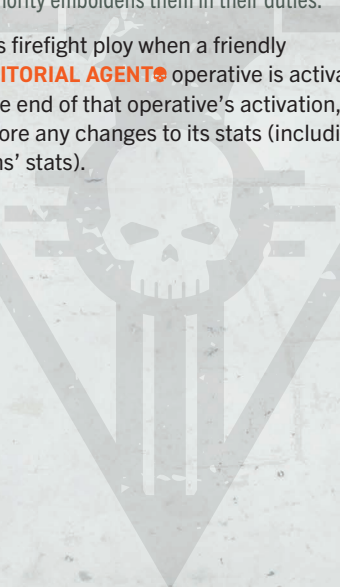 ority emboldens them in their duties.
s firefight ploy when a friendly
ITORIAL AGENT operative is activa
e end of that operative's activation,
ore any changes to its stats (includi
ns' stats).